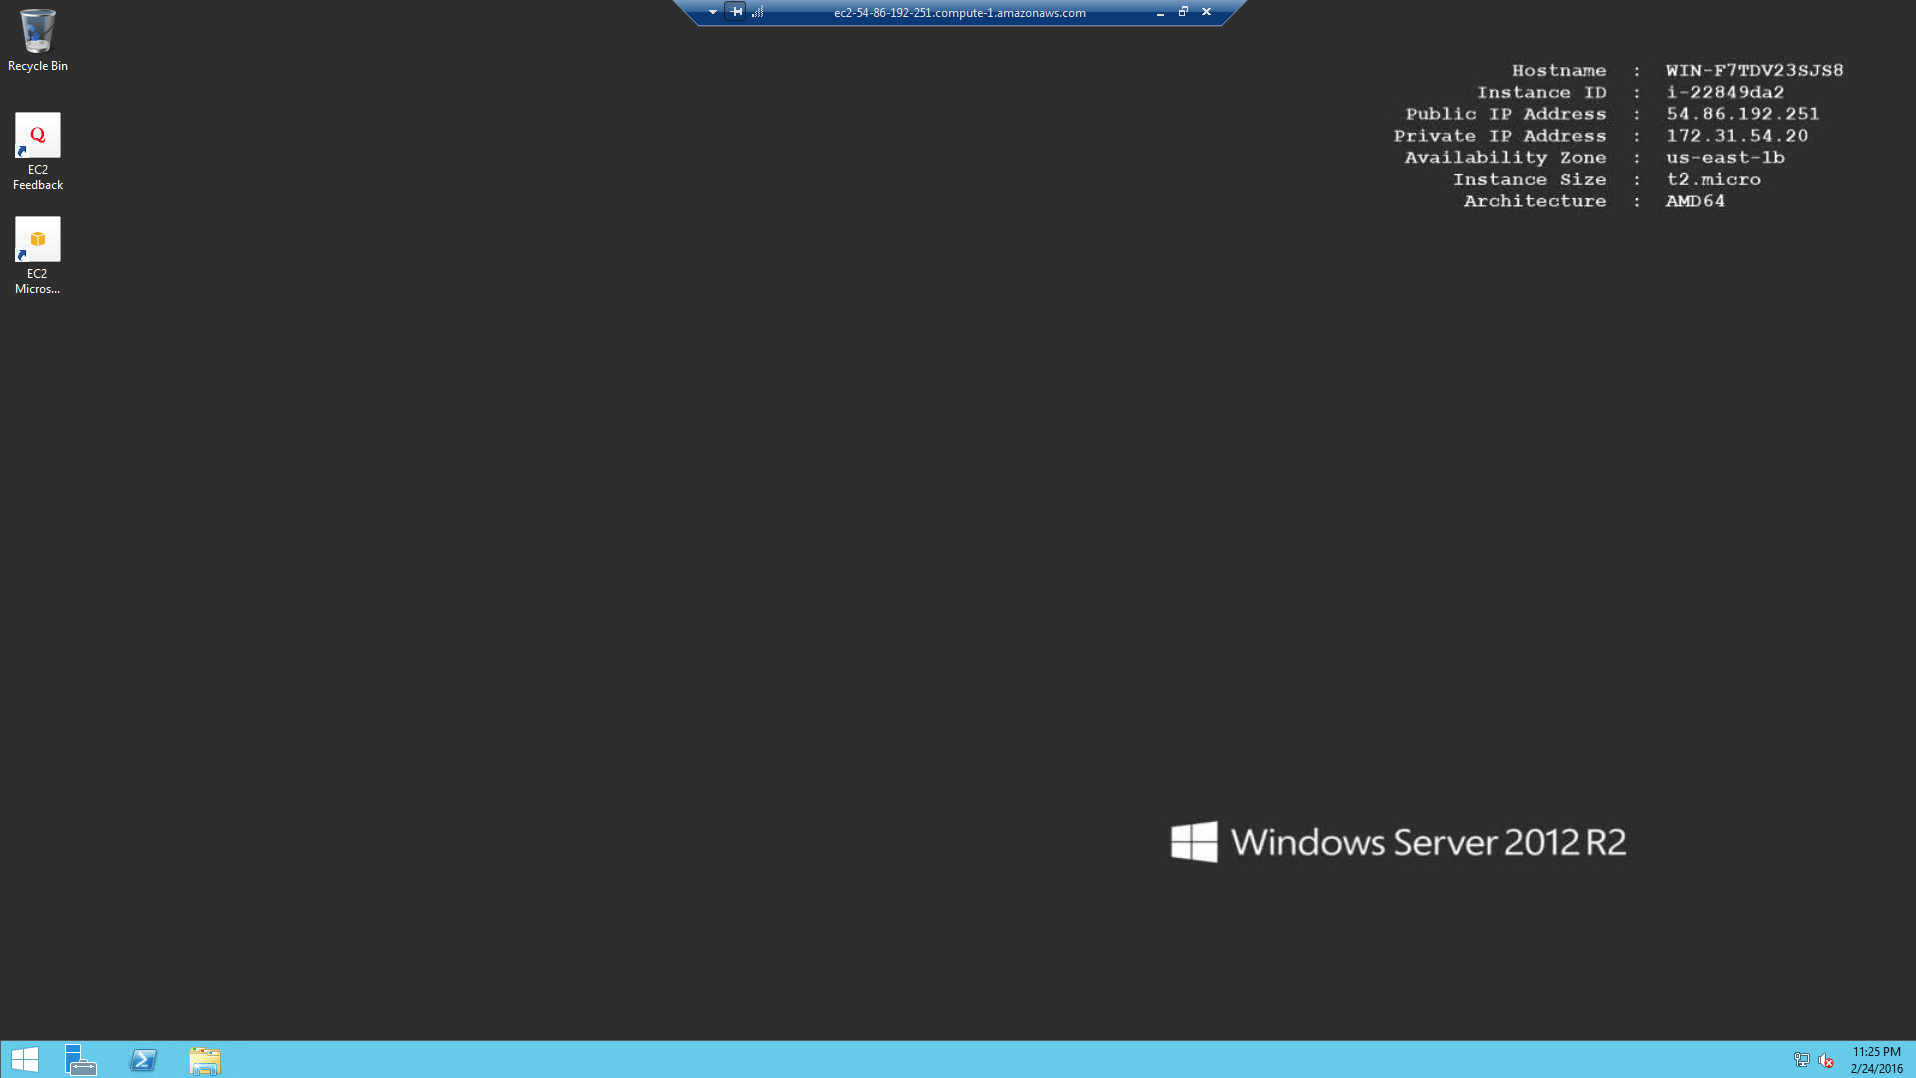 ec2-54-86-192-251.compute-1.amazonaws.com
Recycle Bin
EC2
Feedback
EC2
Micros...
Hostname : WIN-F7TDV23SJS8
Instance ID : i-22849da2
Public IP Address : 54.86.192.251
Private IP Address : 172.31.54.20
Availability Zone : us-east-1b
Instance Size : t2.micro
Architecture : AMD64
Windows Server 2012 R2
11:25 PM
2/24/2016